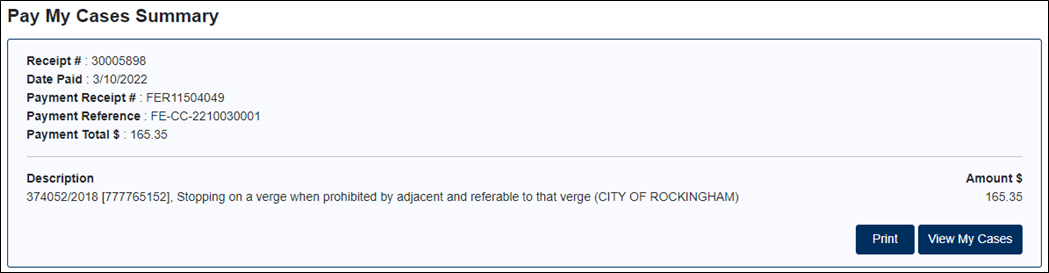 Pay My Cases Summary
Receipt # : 30005898
Date Paid : 3/10/2022
Payment Receipt # : FER11504049
Payment Reference : FE-CC-2210030001
Payment Total $ : 165.35
Description Amount $
374052/2018 [777765152], Stopping on a verge when prohibited by adjacent and referable to that verge (CITY OF ROCKINGHAM) 165.35
Print View My Cases